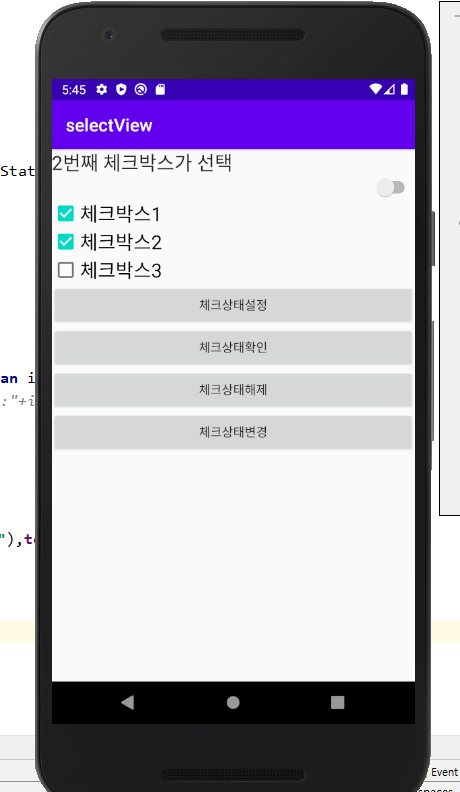 5:45
selectView
Stat
2번째 체크박스가 선택
체크박스1
체크박스2
체크박스3
체크상태설정
체크상태확인
an i
체크상태해제
:"+i
체크상태변경
"),t
Event
spaces